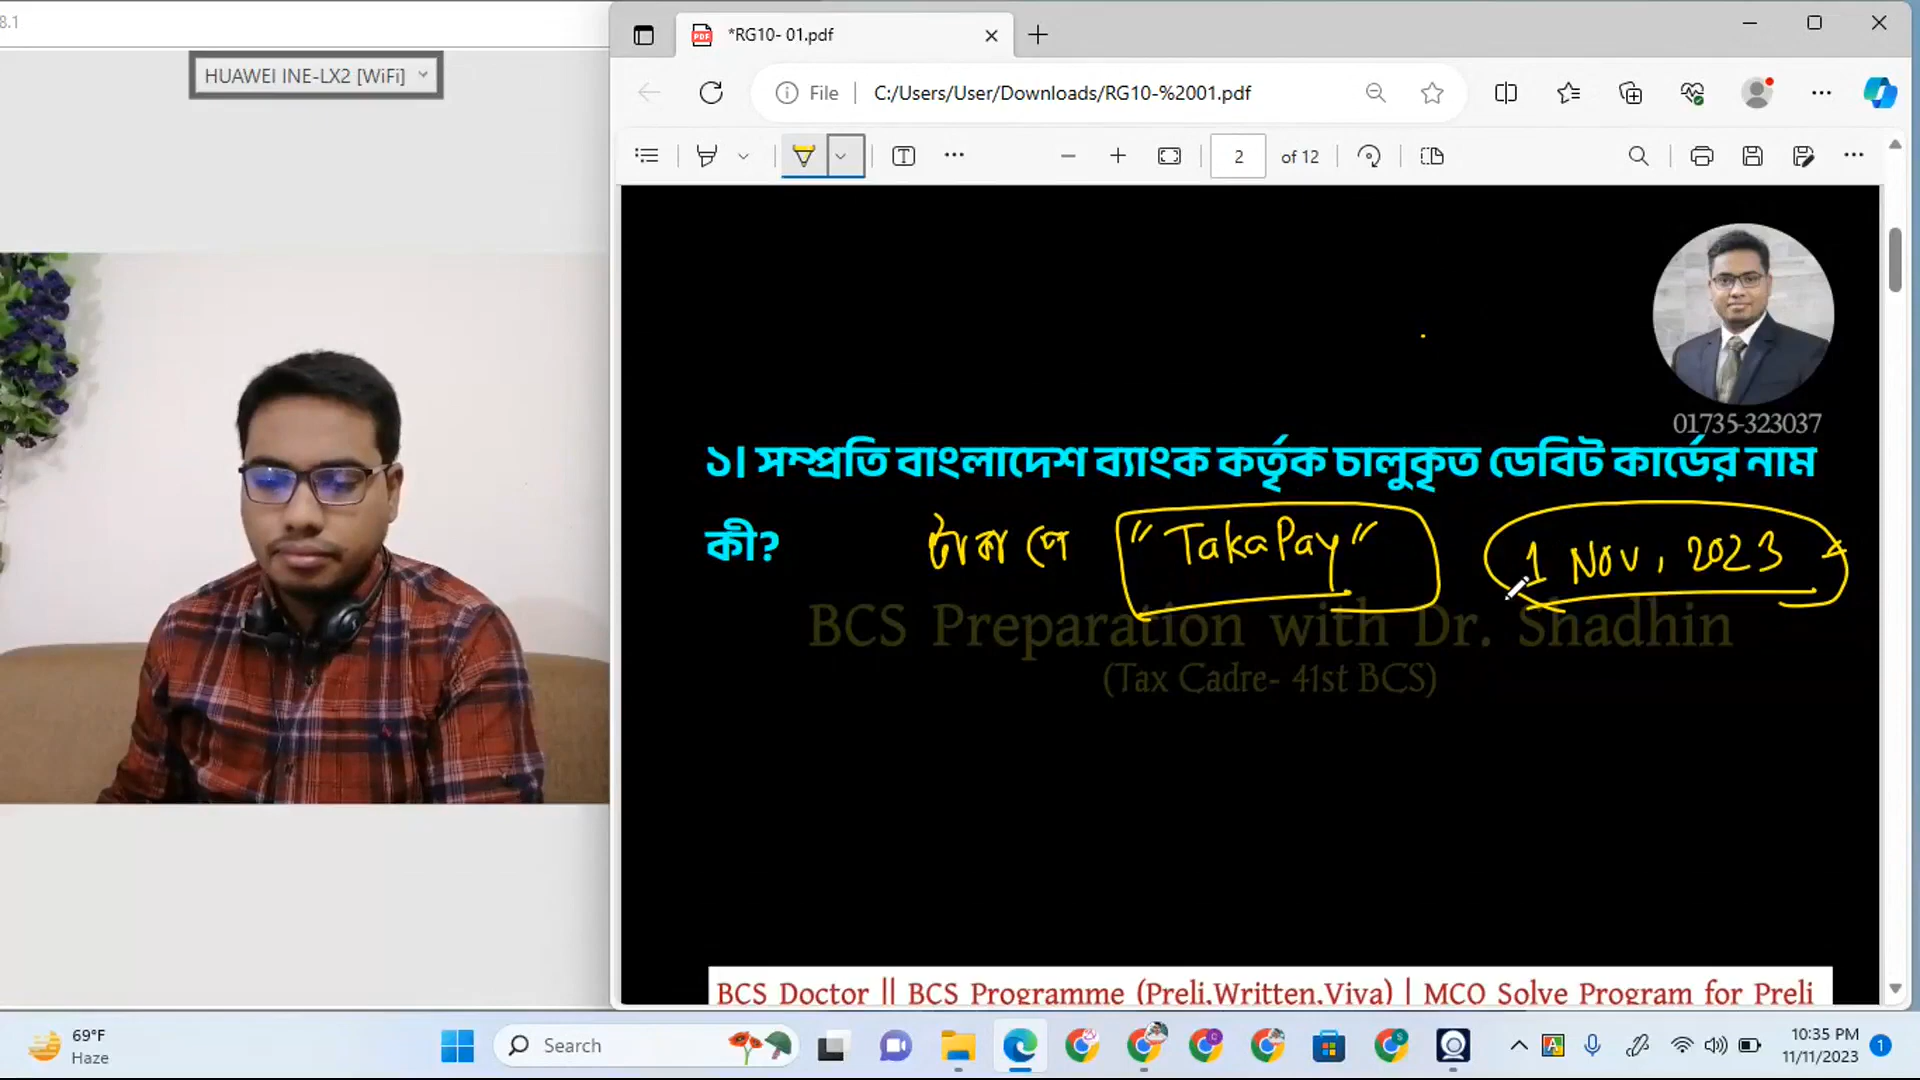 8.1
HUAWEI INE-LX2 [WiFi]
*RG10- 01.pdf
File
C:/Users/User/Downloads/RG10-%2001.pdf
2 of 12
01735-323037
১। সম্প্রতি বাংলাদেশ ব্যাংক কর্তৃক চালুকৃত ডেবিট কার্ডের নাম
কী? টাকা পে "TakaPay" 1 Nov, 2023
BCS Preparation with Dr. Shadhin
(Tax Cadre- 41st BCS)
BCS Doctor || BCS Programme (Preli,Written,Viva) | MCQ Solve Program for Preli
69°F
Haze
Search
10:35 PM
11/11/2023
1